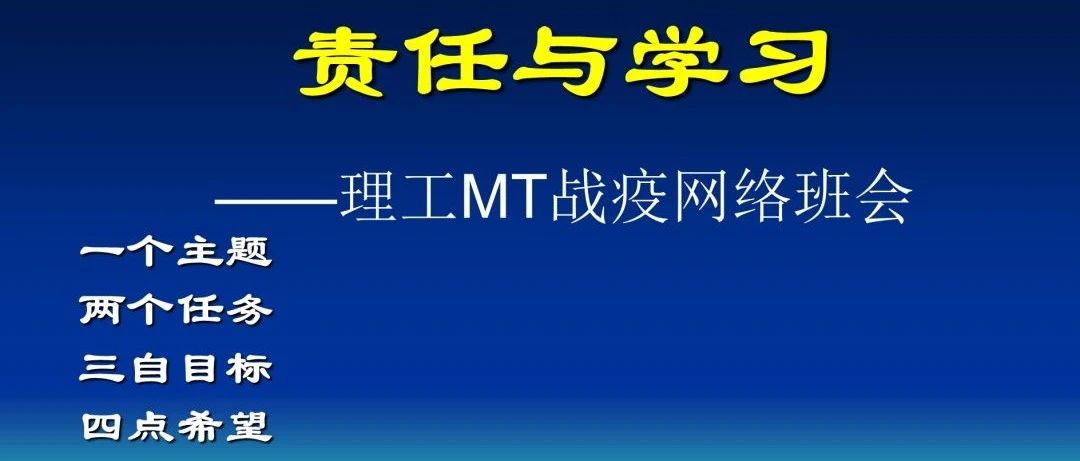 责任与学习
——理工MT战疫网络班会
一个主题
两个任务
三自目标
四点希望